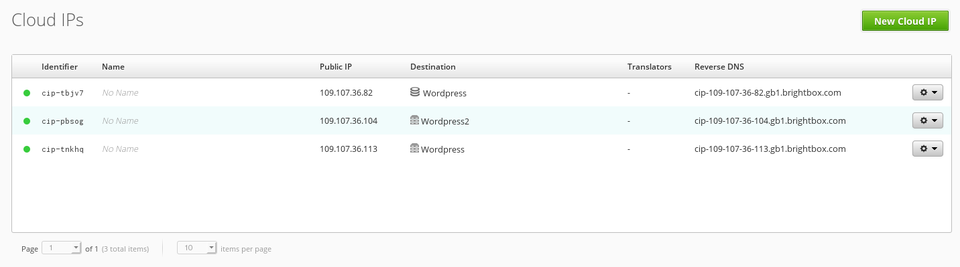 Cloud IPs
New Cloud IP
Identifier Name Public IP Destination Translators Reverse DNS
cip-tbjv7 No Name 109.107.36.82 Wordpress - cip-109-107-36-82.gb1.brightbox.com
cip-pbsog No Name 109.107.36.104 Wordpress2 - cip-109-107-36-104.gb1.brightbox.com
cip-tnkhq No Name 109.107.36.113 Wordpress - cip-109-107-36-113.gb1.brightbox.com
Page 1 of 1 (3 total items) 10 items per page